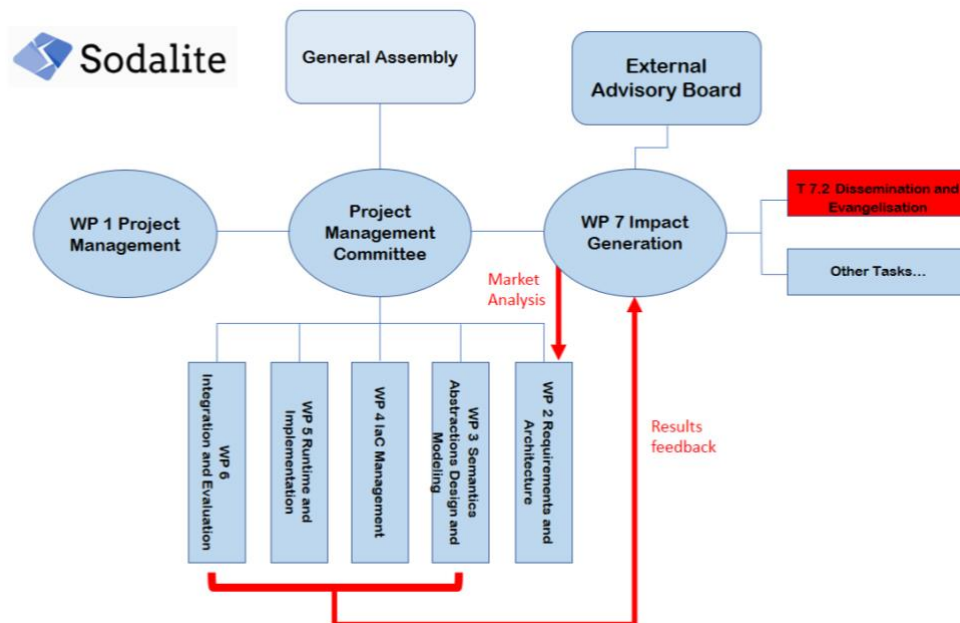 Sodalite
General Assembly
External
Advisory Board
WP 1 Project
Management
Project
Management
Committee
WP 7 Impact
Generation
T 7.2 Dissemination and
Evangelisation
Other Tasks...
Market
Analysis
WP 6
Integration and Evaluation
WP 5 Runtime and
Implementation
WP 4 IaC Management
WP 3 Semantics
Abstractions Design and
Modeling
WP 2 Requirements and
Architecture
Results
feedback